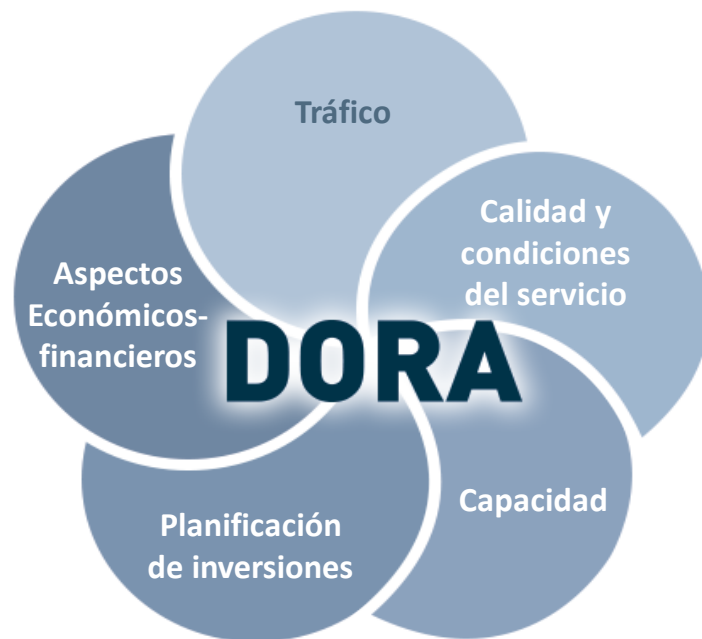 Tráfico
Calidad y
condiciones
del servicio
Aspectos
Económicos-
financieros
DORA
Capacidad
Planificación
de inversiones